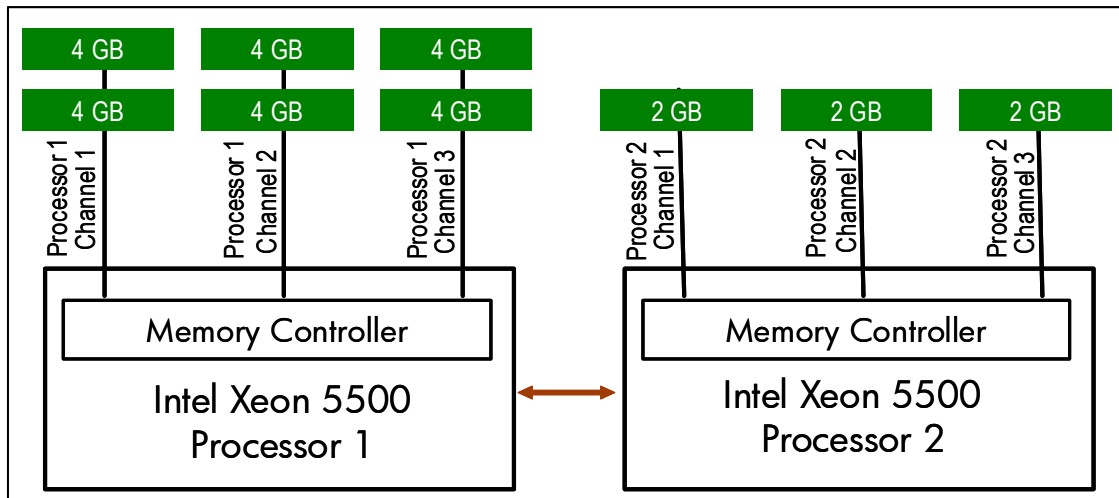 4 GB 4 GB 4 GB
4 GB 4 GB 4 GB 2 GB 2 GB 2 GB
Processor 1
Channel 1
Processor 1
Channel 2
Processor 1
Channel 3
Processor 2
Channel 1
Processor 2
Channel 2
Processor 2
Channel 3
Memory Controller
Intel Xeon 5500
Processor 1
Memory Controller
Intel Xeon 5500
Processor 2